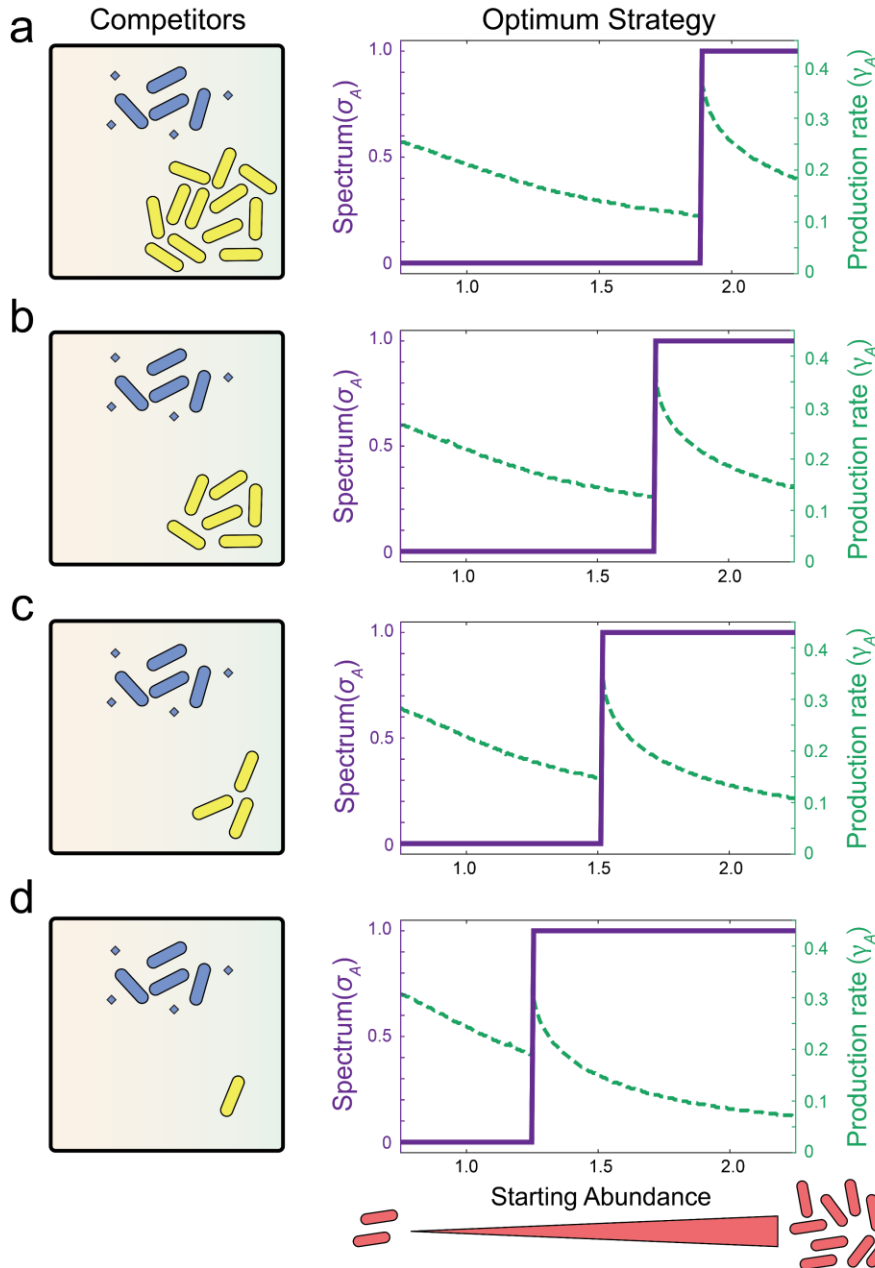 Competitors
Optimum Strategy
a
Spectrum(σA)
1.0
0.5
0
Production rate (γA)
0.4
0.3
0.2
0.1
0
1.0 1.5 2.0
b
Spectrum(σA)
1.0
0.5
0
Production rate (γA)
0.4
0.3
0.2
0.1
0
1.0 1.5 2.0
c
Spectrum(σA)
1.0
0.5
0
Production rate (γA)
0.4
0.3
0.2
0.1
0
1.0 1.5 2.0
d
Spectrum(σA)
1.0
0.5
0
Production rate (γA)
0.4
0.3
0.2
0.1
0
1.0 1.5 2.0
Starting Abundance